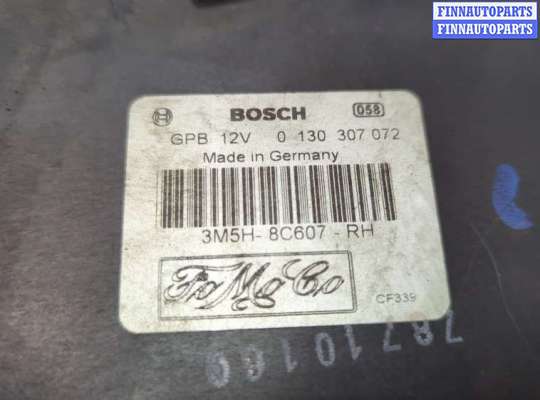 FINNAUTOPARTS
FINNAUTOPARTS
BOSCH 058
GPB 12V 0 130 307 072
Made in Germany
3M5H- 8C607 - RH
FoMoCo
CF339